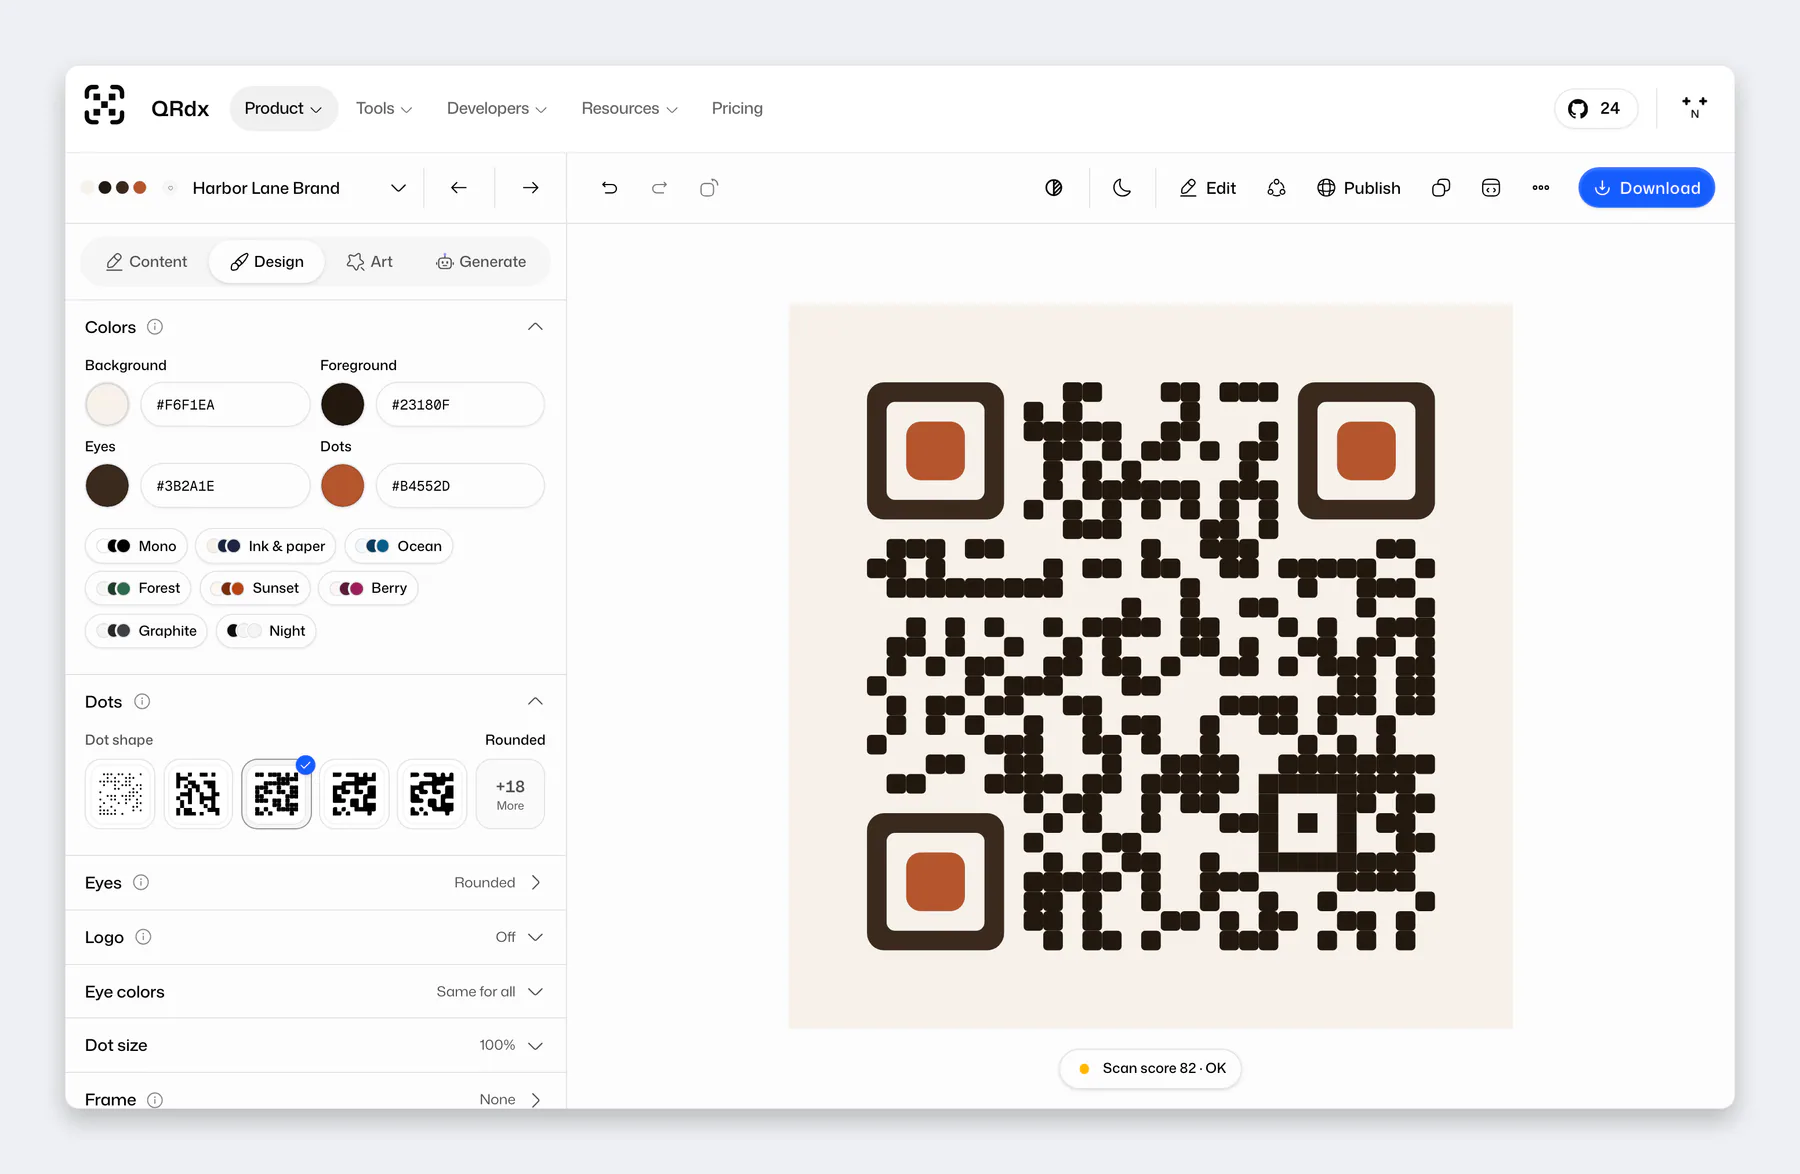 QRdx Product Tools Developers Resources Pricing 24 N
Harbor Lane Brand Edit Publish Download
Content Design Art Generate
Colors
Background Foreground
#F6F1EA #23180F
Eyes Dots
#3B2A1E #B4552D
Mono Ink & paper Ocean
Forest Sunset Berry
Graphite Night
Dots
Dot shape Rounded
+18
More
Eyes Rounded
Logo Off
Eye colors Same for all
Dot size 100%
Frame None
Scan score 82 · OK